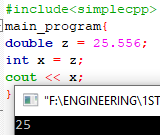 #include<simplecpp>
main_program{
double z = 25.556;
int x = z;
cout << x;
}
"F:\ENGINEERING\1ST
25